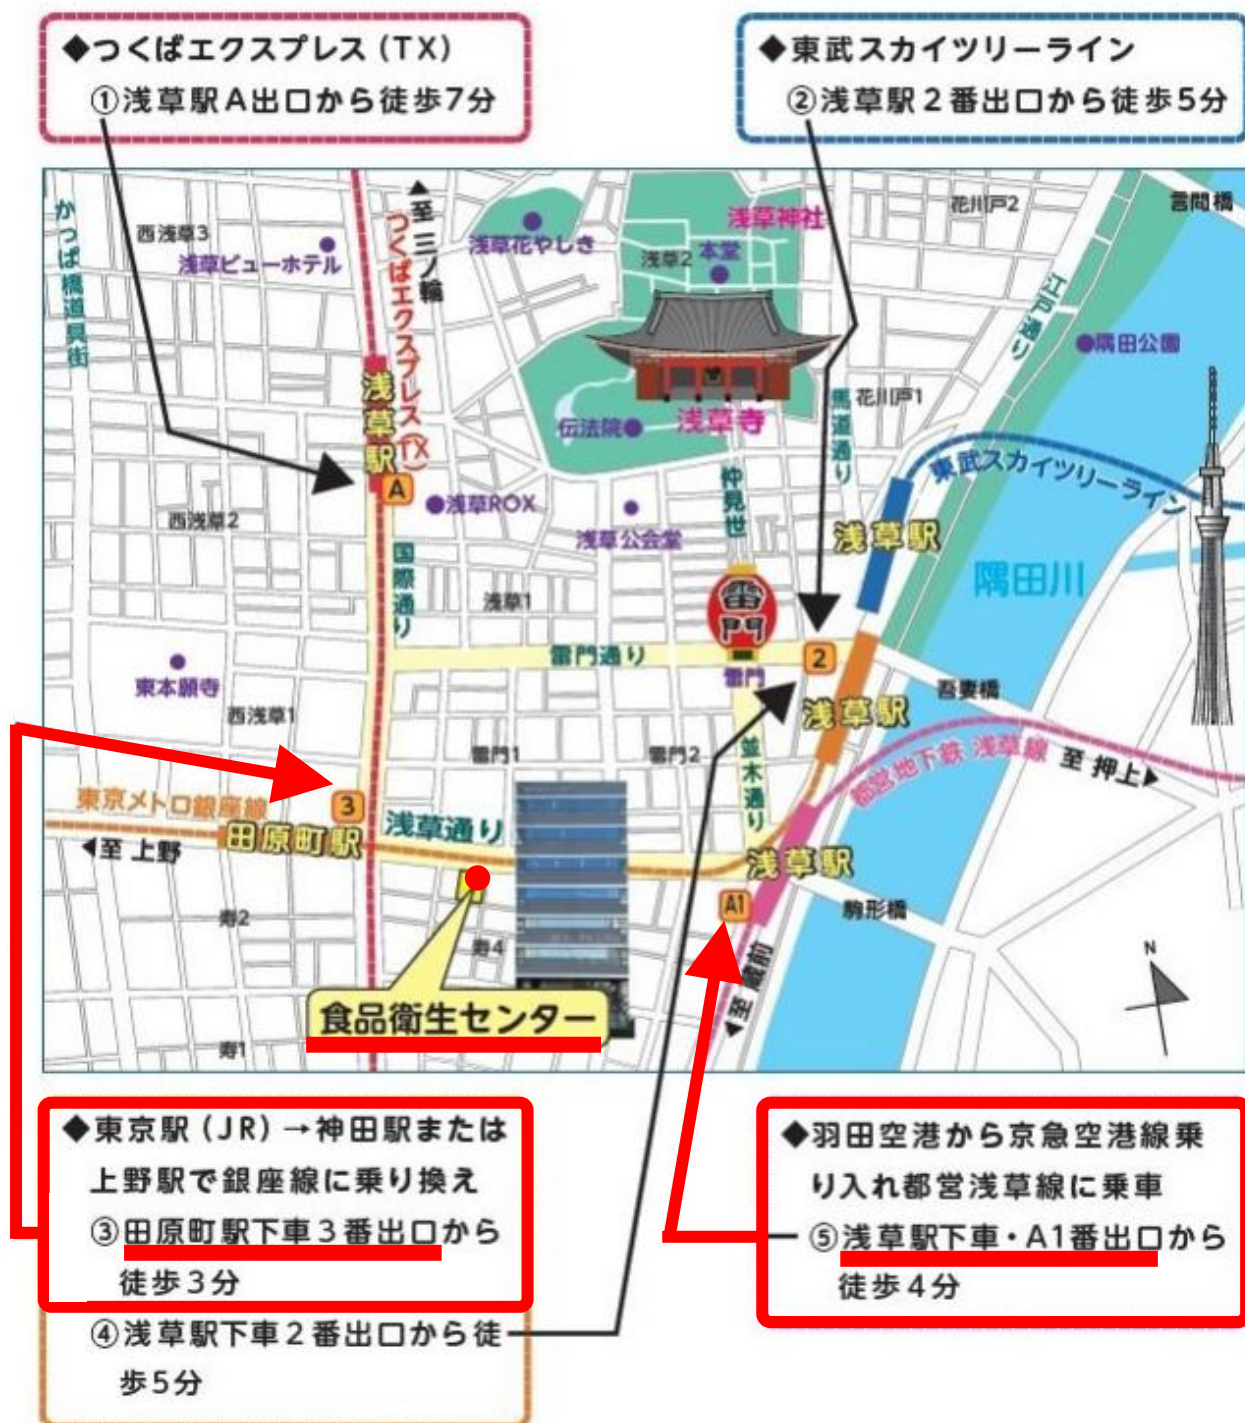 ◆つくばエクスプレス(TX)
①浅草駅A出口から徒歩7分
◆東武スカイツリーライン
②浅草駅2番出口から徒歩5分
かっぱ橋道具街
西浅草3
浅草ビューホテル
▲至 三ノ輪
つくばエクスプレス(TX)
浅草花やしき
浅草神社
浅草2
本堂
花川戸2
言問橋
江戸通り
隅田公園
浅草駅
A
浅草ROX
伝法院
浅草寺
馬道通り
花川戸1
東武スカイツリーライン
浅草駅
西浅草2
国際通り
浅草公会堂
仲見世
隅田川
浅草1
雷門
雷門通り
雷門
2
東本願寺
西浅草1
雷門1
雷門2
並木通り
浅草駅
吾妻橋
都営地下鉄 浅草線
至 押上▶
東京メトロ銀座線
3
田原町駅
浅草通り
◀至 上野
浅草駅
A1
駒形橋
寿2
寿4
◀至 蔵前
N
食品衛生センター
寿1
◆東京駅(JR)→神田駅または
上野駅で銀座線に乗り換え
③田原町駅下車3番出口から
徒歩3分
④浅草駅下車2番出口から徒
歩5分
◆羽田空港から京急空港線乗
り入れ都営浅草線に乗車
⑤浅草駅下車・A1番出口から
徒歩4分